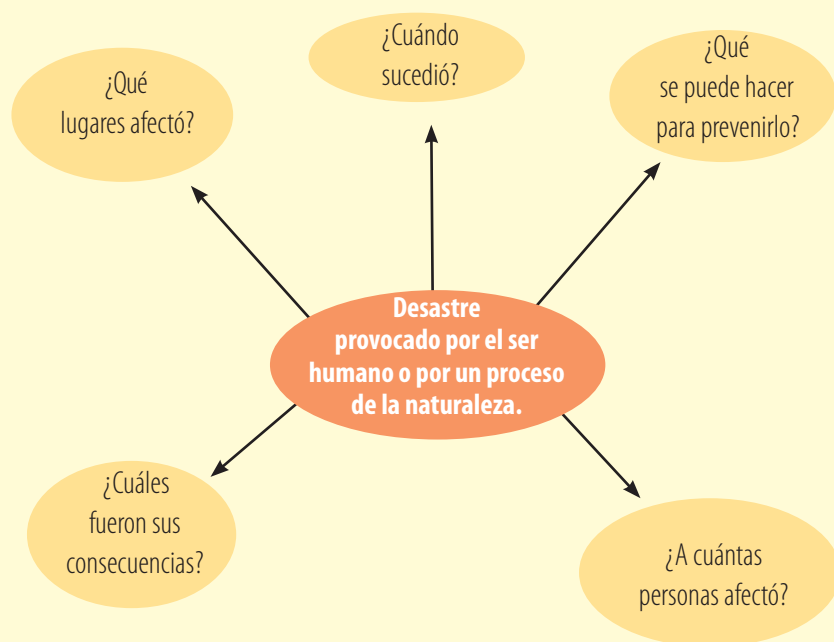 ¿Cuándo
sucedió?
¿Qué
lugares afectó?
¿Qué
se puede hacer
para prevenirlo?
Desastre
provocado por el ser
humano o por un proceso
de la naturaleza.
¿Cuáles
fueron sus
consecuencias?
¿A cuántas
personas afectó?